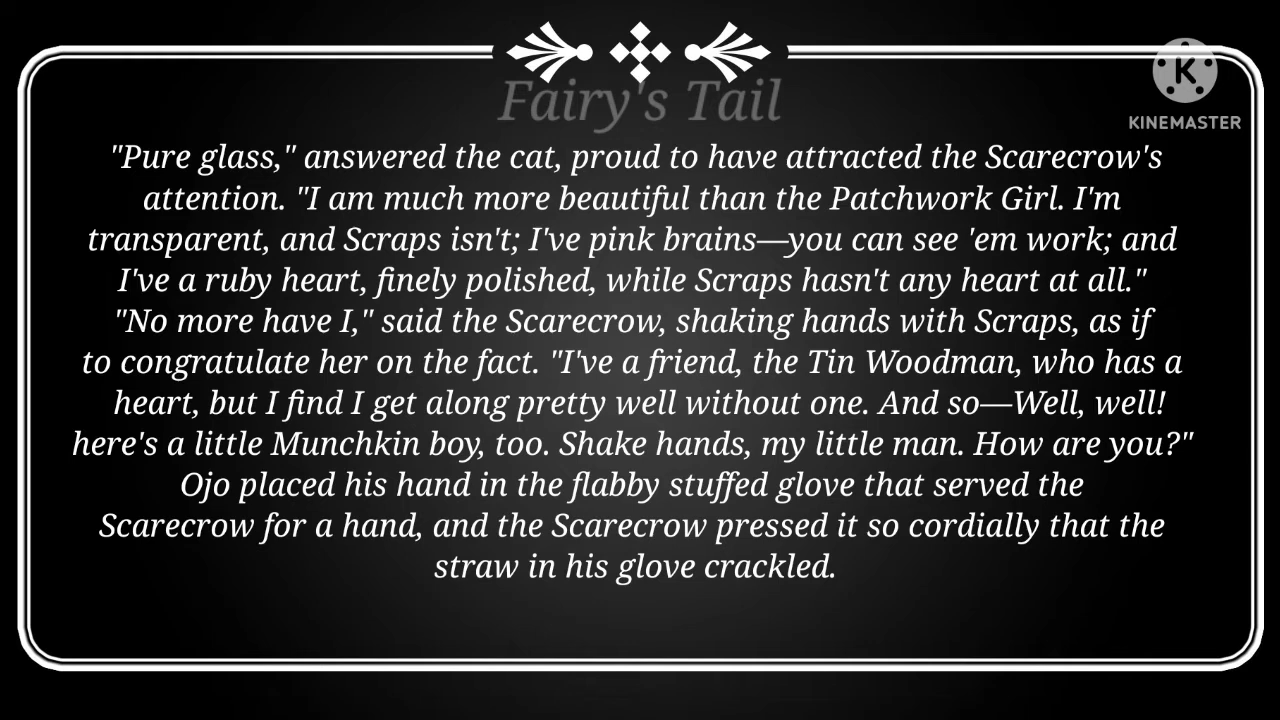 Fairy's Tail
K
KINEMASTER
"Pure glass," answered the cat, proud to have attracted the Scarecrow's
attention. "I am much more beautiful than the Patchwork Girl. I'm
transparent, and Scraps isn't; I've pink brains—you can see 'em work; and
I've a ruby heart, finely polished, while Scraps hasn't any heart at all."
"No more have I," said the Scarecrow, shaking hands with Scraps, as if
to congratulate her on the fact. "I've a friend, the Tin Woodman, who has a
heart, but I find I get along pretty well without one. And so—Well, well!
here's a little Munchkin boy, too. Shake hands, my little man. How are you?"
Ojo placed his hand in the flabby stuffed glove that served the
Scarecrow for a hand, and the Scarecrow pressed it so cordially that the
straw in his glove crackled.